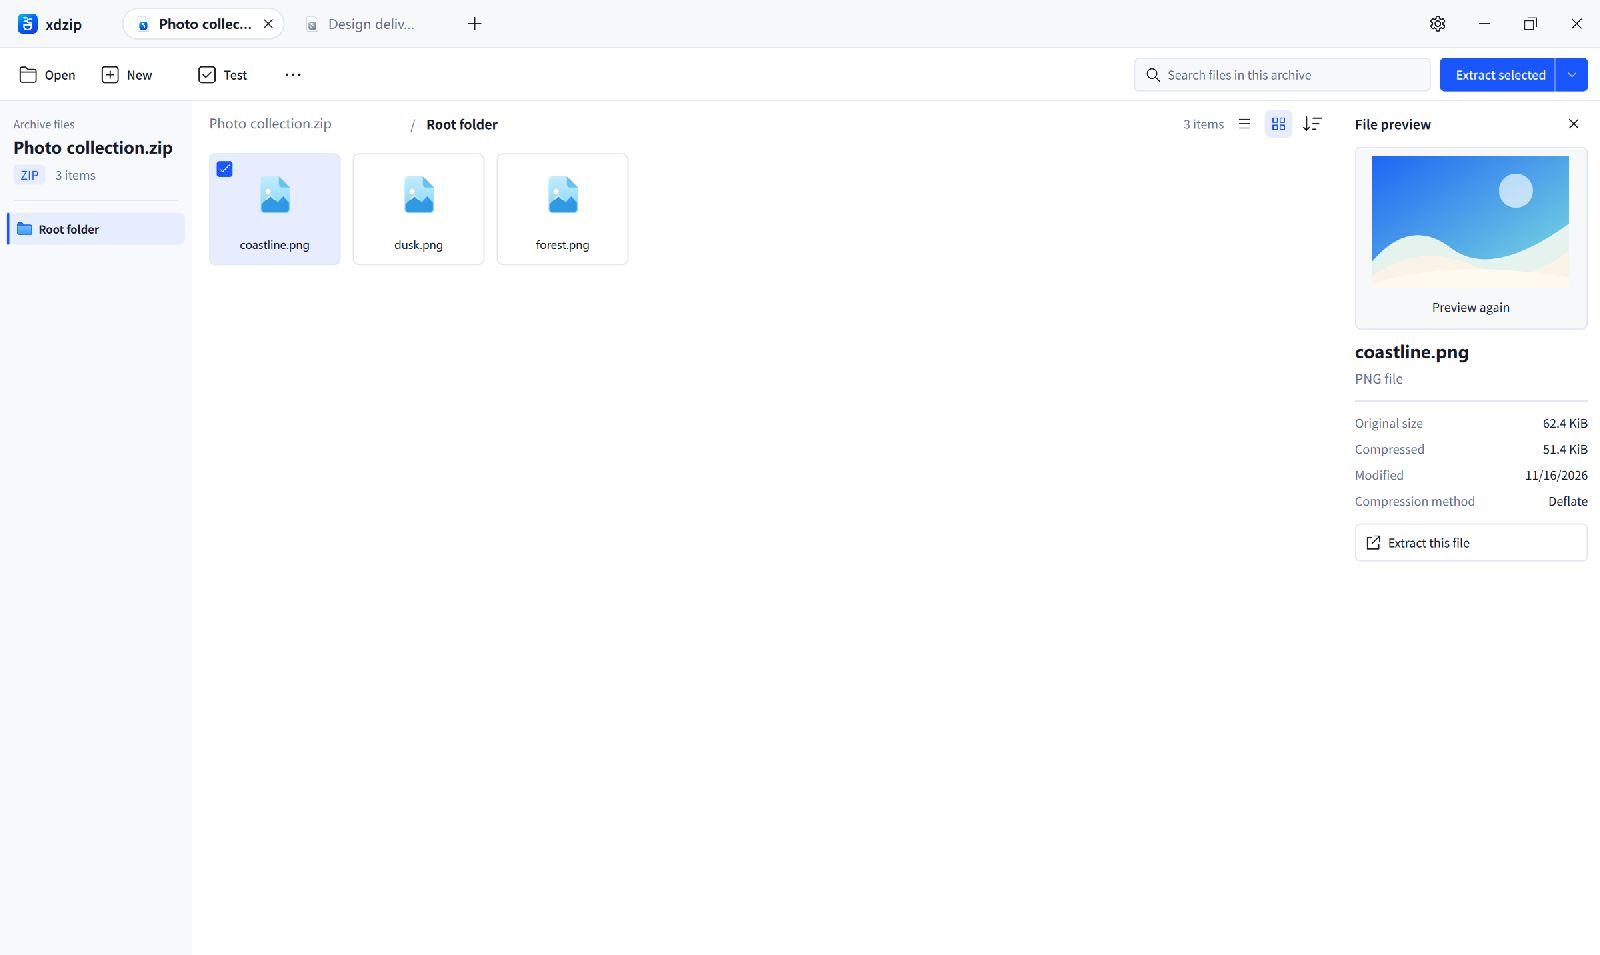 xdzip
Photo collec...
Design deliv...
Open
New
Test
Search files in this archive
Extract selected
Archive files
Photo collection.zip
ZIP
3 items
Root folder
Photo collection.zip / Root folder
3 items
coastline.png
dusk.png
forest.png
File preview
Preview again
coastline.png
PNG file
Original size 62.4 KiB
Compressed 51.4 KiB
Modified 11/16/2026
Compression method Deflate
Extract this file